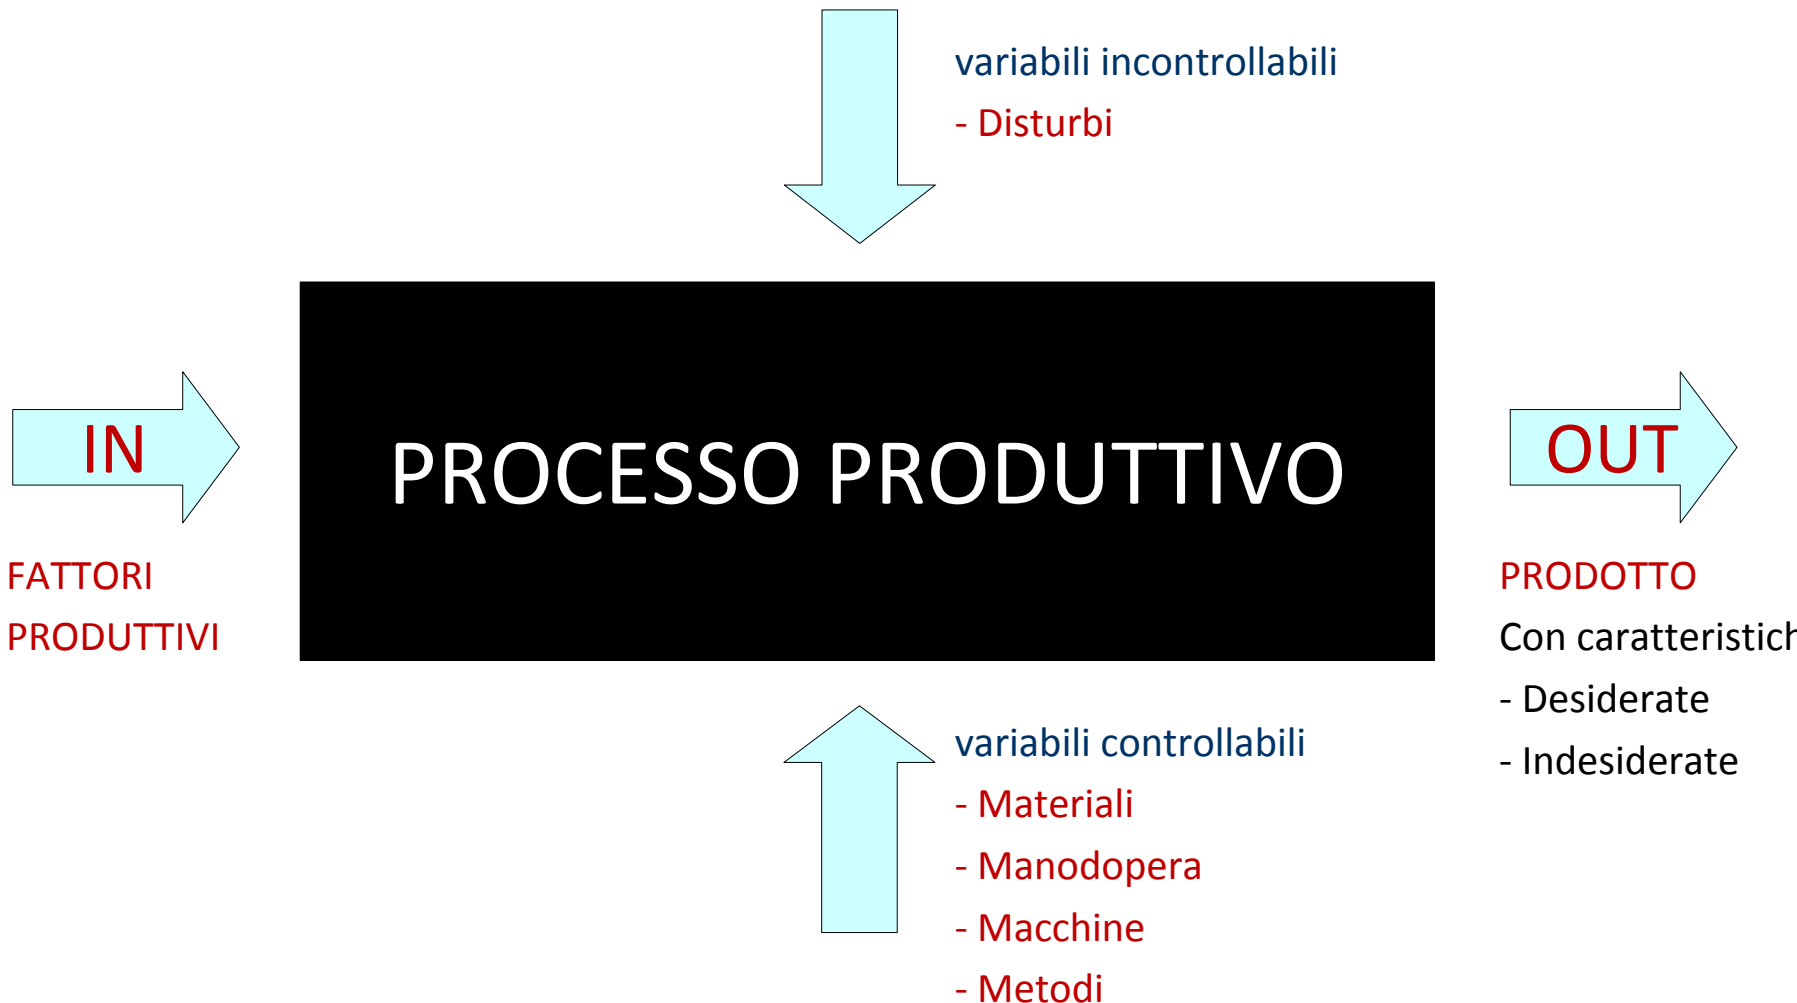 variabili incontrollabili
- Disturbi
IN
PROCESSO PRODUTTIVO
OUT
FATTORI
PRODUTTIVI
PRODOTTO
Con caratteristich
- Desiderate
- Indesiderate
variabili controllabili
- Materiali
- Manodopera
- Macchine
- Metodi